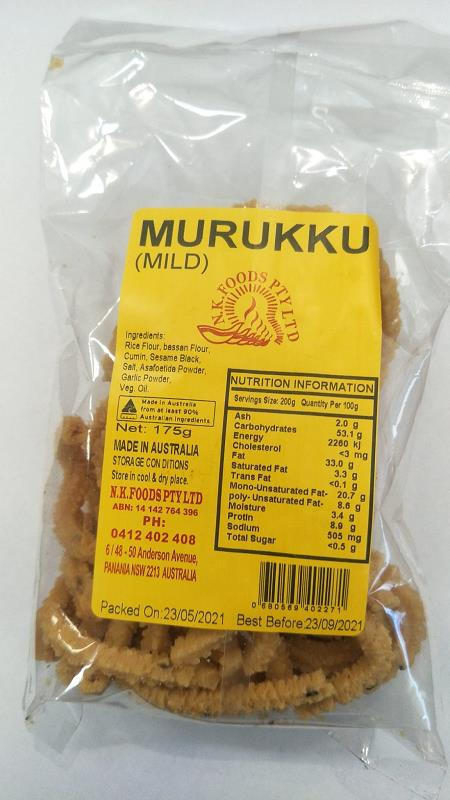 MURUKKU
(MILD)
N.K.FOODS PTY LTD
Ingredients:
Rice Flour, bessan Flour,
Cumin, Sesame Black,
Salt, Asafoetida Powder,
Garlic Powder,
Veg. Oil.
Made in Australia
from at least 90%
Australian Ingredients
Net: 175g
MADE IN AUSTRALIA
STORAGE CONDITIONS
Store in cool & dry place.
N.K.FOODS PTY LTD
ABN: 14 142 764 396
PH:
0412 402 408
6 / 48 - 50 Anderson Avenue,
PANANIA NSW 2213 AUSTRALIA
NUTRITION INFORMATION
Servings Size: 200g Quantity Per 100g
Ash 2.0 g
Carbohydrates 53.1 g
Energy 2260 kj
Cholesterol <3 mg
Fat 33.0 g
Saturated Fat 3.3 g
Trans Fat <0.1 g
Mono-Unsaturated Fat- 20.7 g
poly- Unsaturated Fat- 8.6 g
Moisture 3.4 g
Protin 8.9 g
Sodium 505 mg
Total Sugar <0.5 g
0 680569 402271
Packed On:23/05/2021 Best Before:23/09/2021